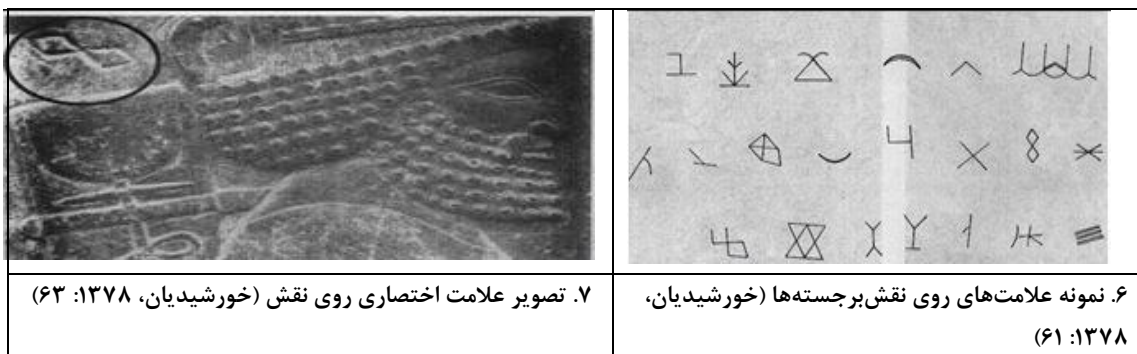 ۶. نمونه علامت‌های روی نقش‌برجسته‌ها (خورشیدیان،
۱۳۷۸: ۶۱)
۷. تصویر علامت اختصاری روی نقش (خورشیدیان، ۱۳۷۸: ۶۳)